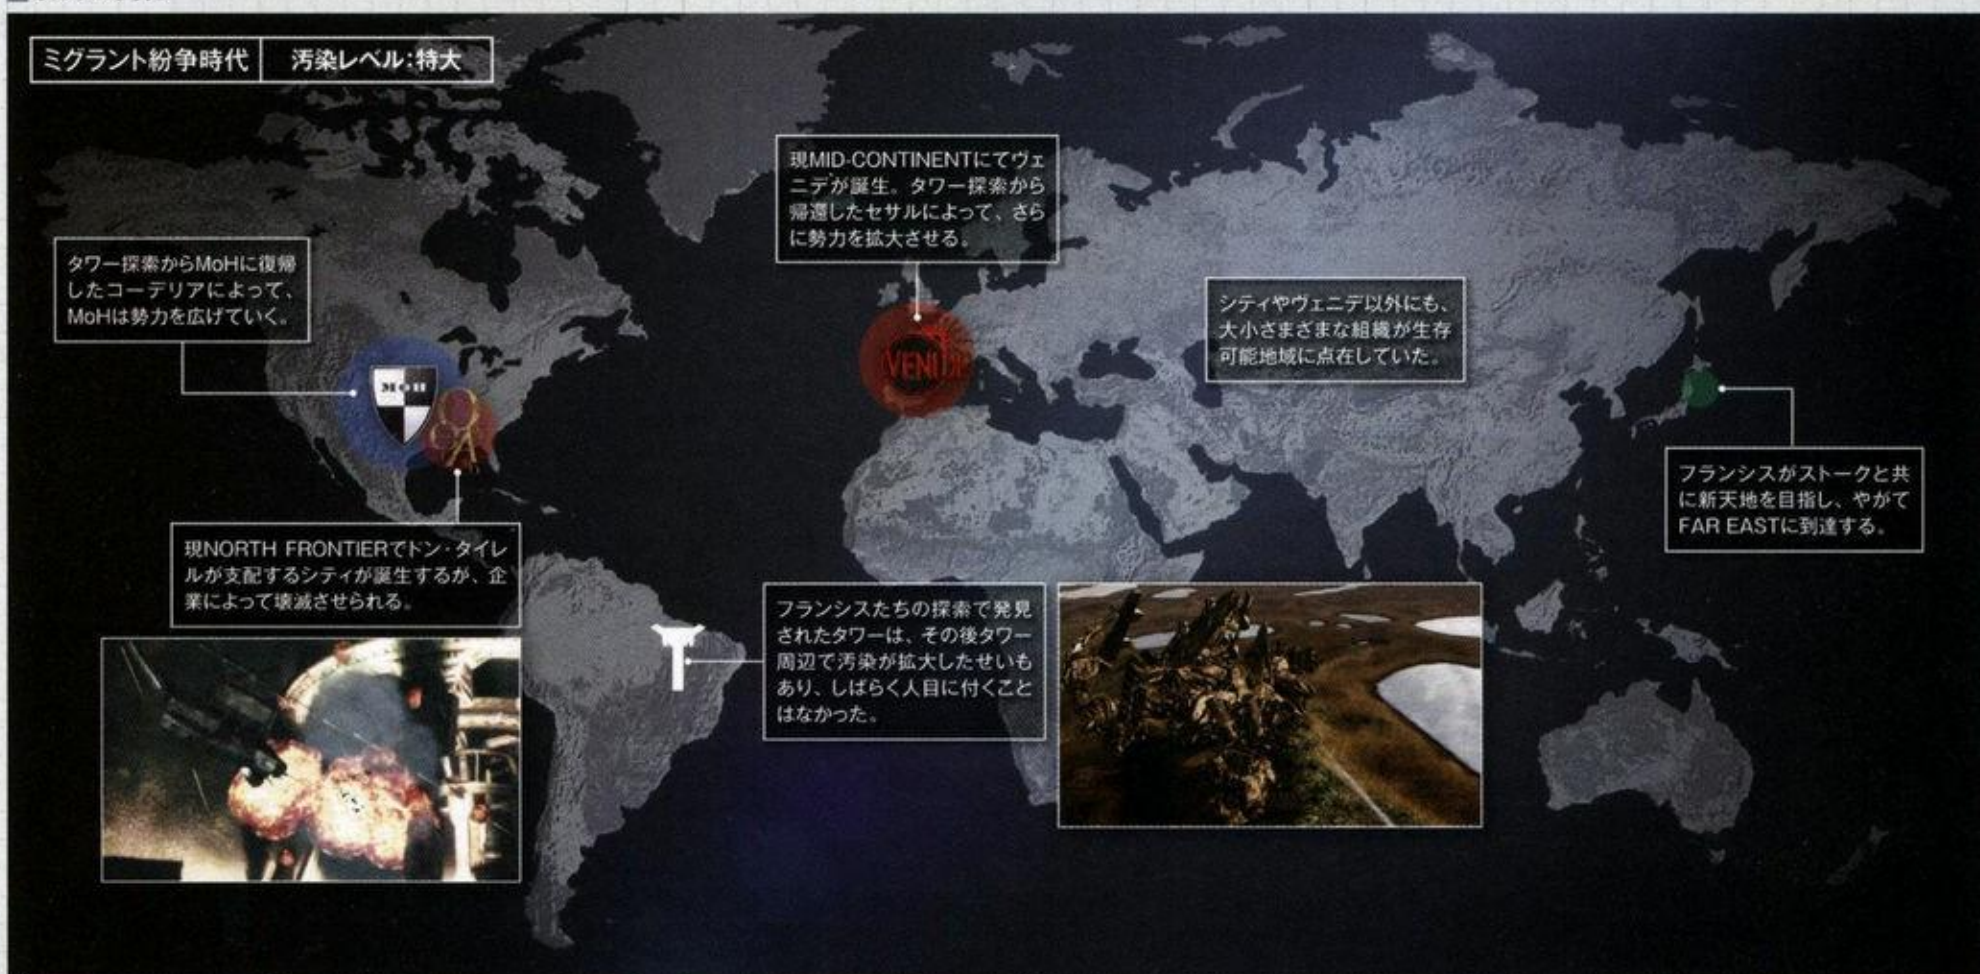 ミグラント紛争時代 汚染レベル:特大
現MID-CONTINENTにてヴェ
ニデが誕生。タワー探索から
帰還したセサルによって、さら
に勢力を拡大させる。
タワー探索からMoHに復帰
したコーデリアによって、
MoHは勢力を広げていく。
シティやヴェニデ以外にも、
大小さまざまな組織が生存
可能地域に点在していた。
MOH
VENIDE
フランシスがストークと共
に新天地を目指し、やがて
FAR EASTに到達する。
現NORTH FRONTIERでドン・タイレ
ルが支配するシティが誕生するが、企
業によって壊滅させられる。
フランシスたちの探索で発見
されたタワーは、その後タワー
周辺で汚染が拡大したせいも
あり、しばらく人目に付くこと
はなかった。